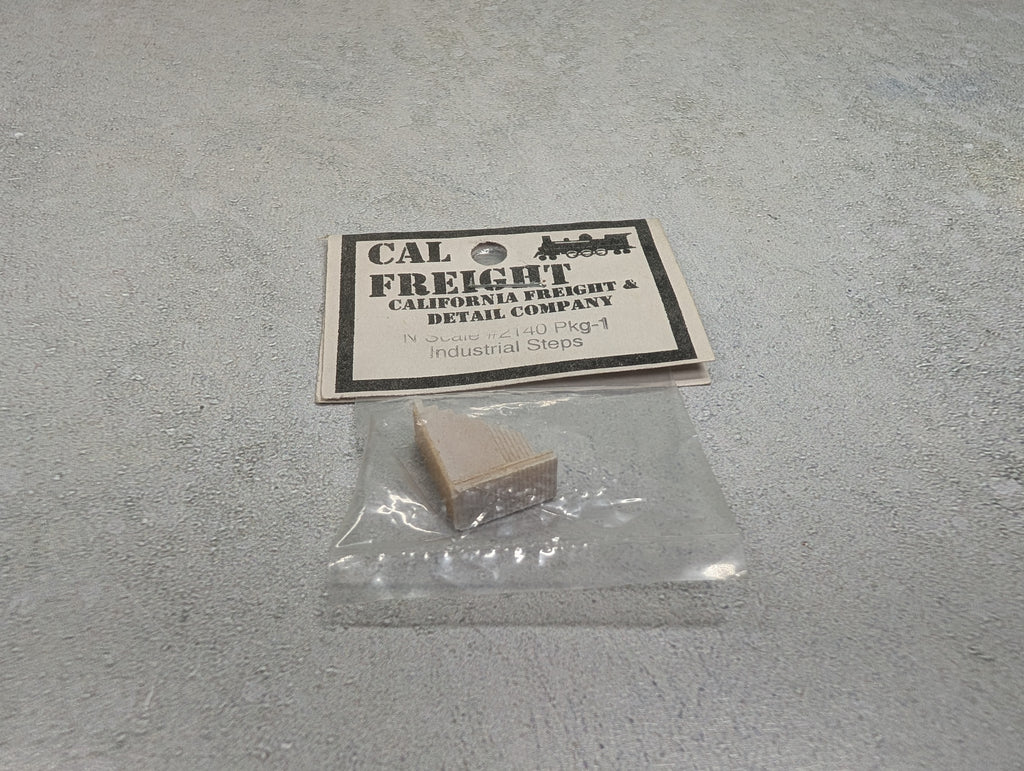 CAL
FREIGHT
CALIFORNIA FREIGHT &
DETAIL COMPANY
N Scale #2140 Pkg-1
Industrial Steps